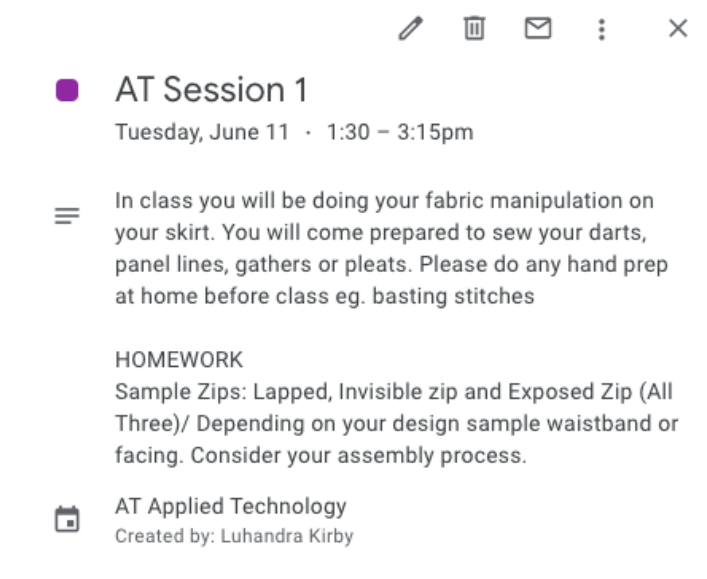 AT Session 1
Tuesday, June 11 · 1:30 – 3:15pm
In class you will be doing your fabric manipulation on
your skirt. You will come prepared to sew your darts,
panel lines, gathers or pleats. Please do any hand prep
at home before class eg. basting stitches
HOMEWORK
Sample Zips: Lapped, Invisible zip and Exposed Zip (All
Three)/ Depending on your design sample waistband or
facing. Consider your assembly process.
AT Applied Technology
Created by: Luhandra Kirby